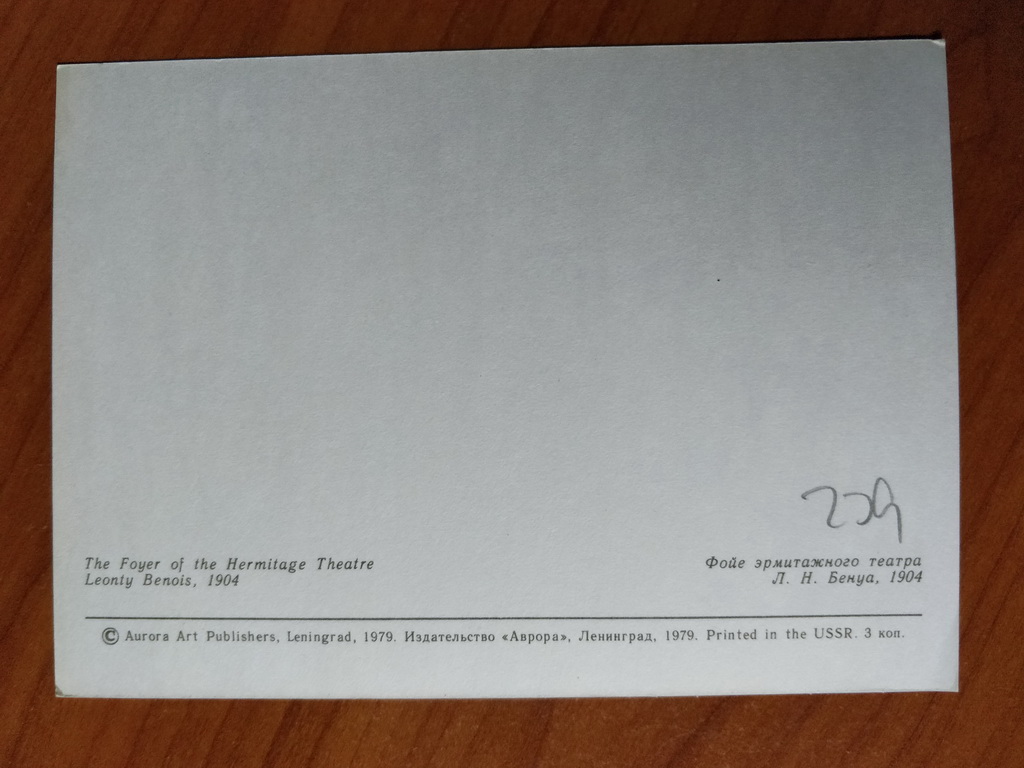 The Foyer of the Hermitage Theatre
Leonty Benois, 1904
Фойе эрмитажного театра
Л. Н. Бенуа, 1904
© Aurora Art Publishers, Leningrad, 1979. Издательство «Аврора», Ленинград, 1979. Printed in the USSR. 3 коп.